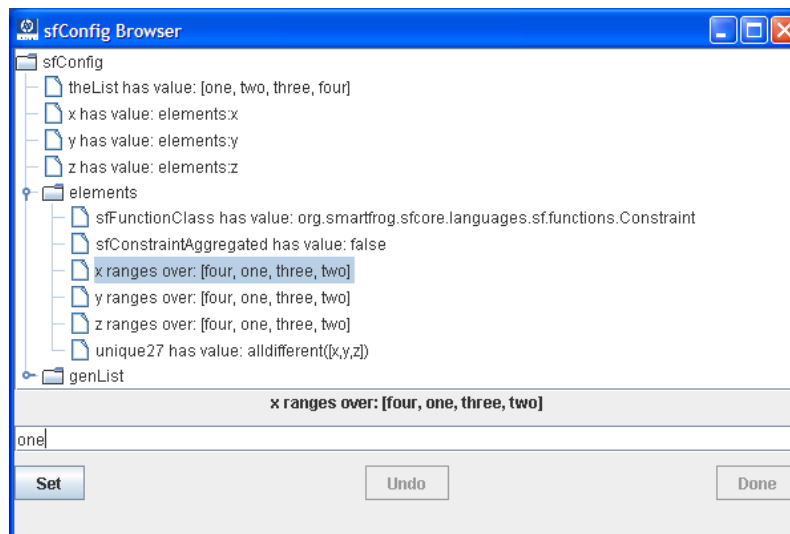 sfConfig Browser
sfConfig
theList has value: [one, two, three, four]
x has value: elements:x
y has value: elements:y
z has value: elements:z
elements
sfFunctionClass has value: org.smartfrog.sfcore.languages.sf.functions.Constraint
sfConstraintAggregated has value: false
x ranges over: [four, one, three, two]
y ranges over: [four, one, three, two]
z ranges over: [four, one, three, two]
unique27 has value: alldifferent([x,y,z])
genList
x ranges over: [four, one, three, two]
one
Set Undo Done